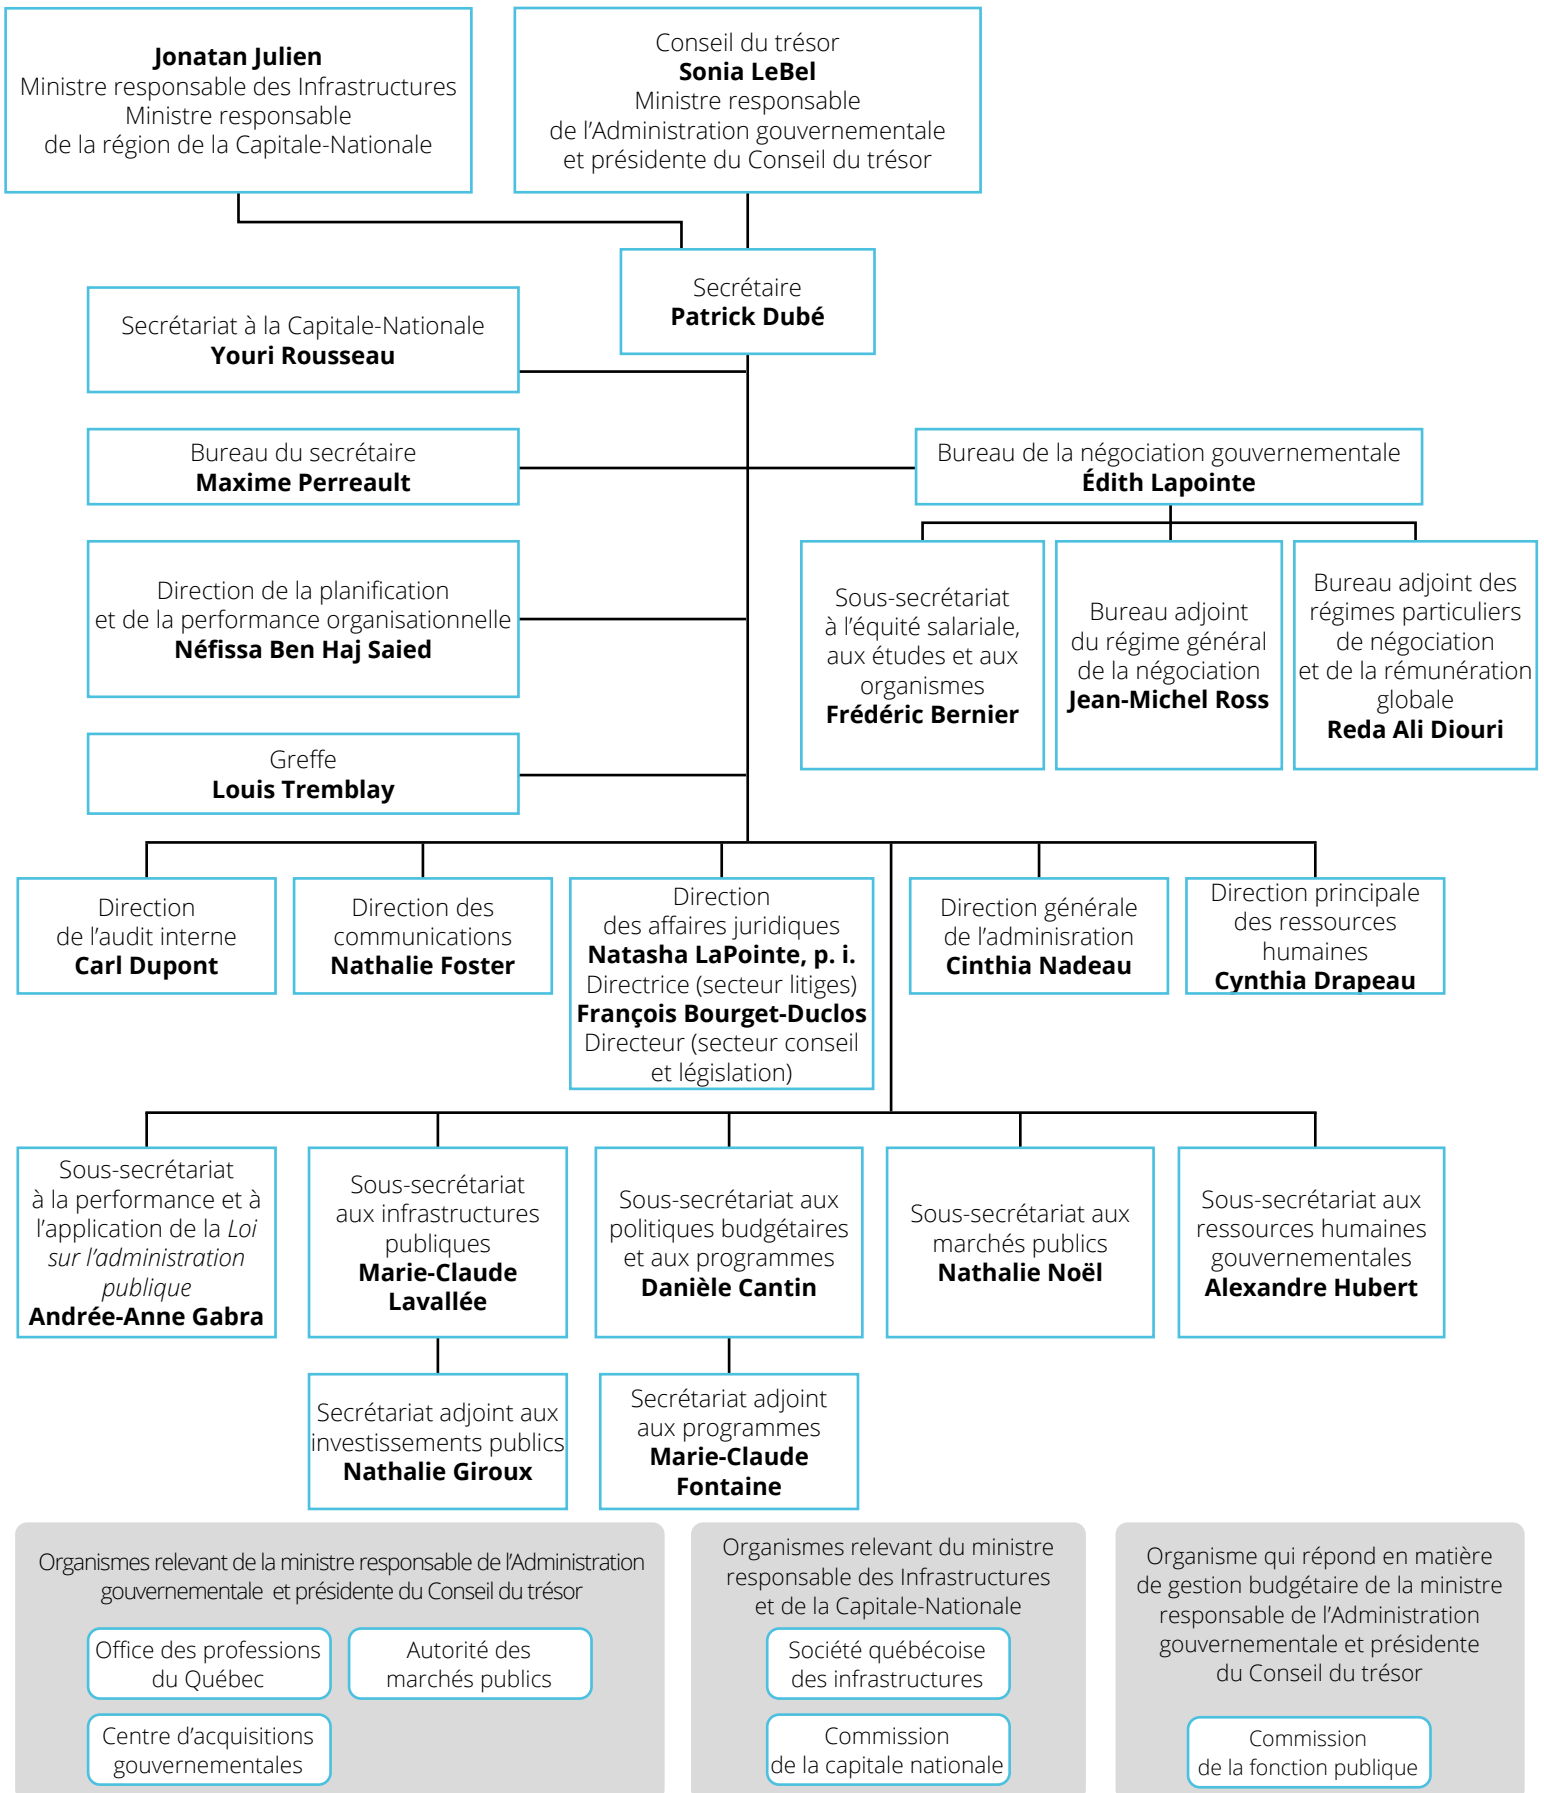 Jonatan Julien
Ministre responsable des Infrastructures
Ministre responsable
de la région de la Capitale-Nationale
Conseil du trésor
Sonia LeBel
Ministre responsable
de l’Administration gouvernementale
et présidente du Conseil du trésor
Secrétaire
Patrick Dubé
Secrétariat à la Capitale-Nationale
Youri Rousseau
Bureau du secrétaire
Maxime Perreault
Bureau de la négociation gouvernementale
Édith Lapointe
Direction de la planification
et de la performance organisationnelle
Néfissa Ben Haj Saied
Sous-secrétariat
à l’équité salariale,
aux études et aux
organismes
Frédéric Bernier
Bureau adjoint
du régime général
de la négociation
Jean-Michel Ross
Bureau adjoint des
régimes particuliers
de négociation
et de la rémunération
globale
Reda Ali Diouri
Greffe
Louis Tremblay
Direction
de l’audit interne
Carl Dupont
Direction des
communications
Nathalie Foster
Direction
des affaires juridiques
Natasha LaPointe, p. i.
Directrice (secteur litiges)
François Bourget-Duclos
Directeur (secteur conseil
et législation)
Direction générale
de l’adminisration
Cinthia Nadeau
Direction principale
des ressources
humaines
Cynthia Drapeau
Sous-secrétariat
à la performance et à
l’application de la Loi
sur l’administration
publique
Andrée-Anne Gabra
Sous-secrétariat
aux infrastructures
publiques
Marie-Claude
Lavallée
Sous-secrétariat aux
politiques budgétaires
et aux programmes
Danièle Cantin
Sous-secrétariat aux
marchés publics
Nathalie Noël
Sous-secrétariat aux
ressources humaines
gouvernementales
Alexandre Hubert
Secrétariat adjoint aux
investissements publics
Nathalie Giroux
Secrétariat adjoint
aux programmes
Marie-Claude
Fontaine
Organismes relevant de la ministre responsable de l’Administration
gouvernementale et présidente du Conseil du trésor
Office des professions
du Québec
Autorité des
marchés publics
Centre d’acquisitions
gouvernementales
Organismes relevant du ministre
responsable des Infrastructures
et de la Capitale-Nationale
Société québécoise
des infrastructures
Commission
de la capitale nationale
Organisme qui répond en matière
de gestion budgétaire de la ministre
responsable de l’Administration
gouvernementale et présidente
du Conseil du trésor
Commission
de la fonction publique